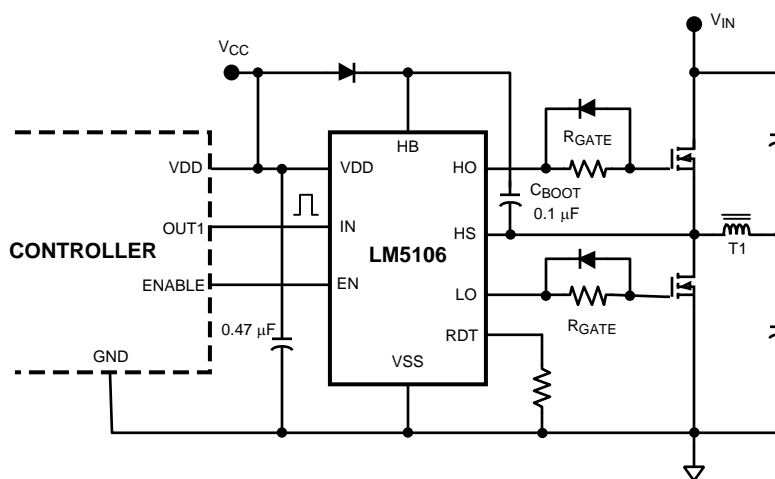 VIN
VCC
HB
RGATE
VDD
VDD
HO
CBOOT
0.1 μF
OUT1
IN
HS
CONTROLLER
LM5106
T1
ENABLE
EN
LO
0.47 μF
RDT
RGATE
GND
VSS